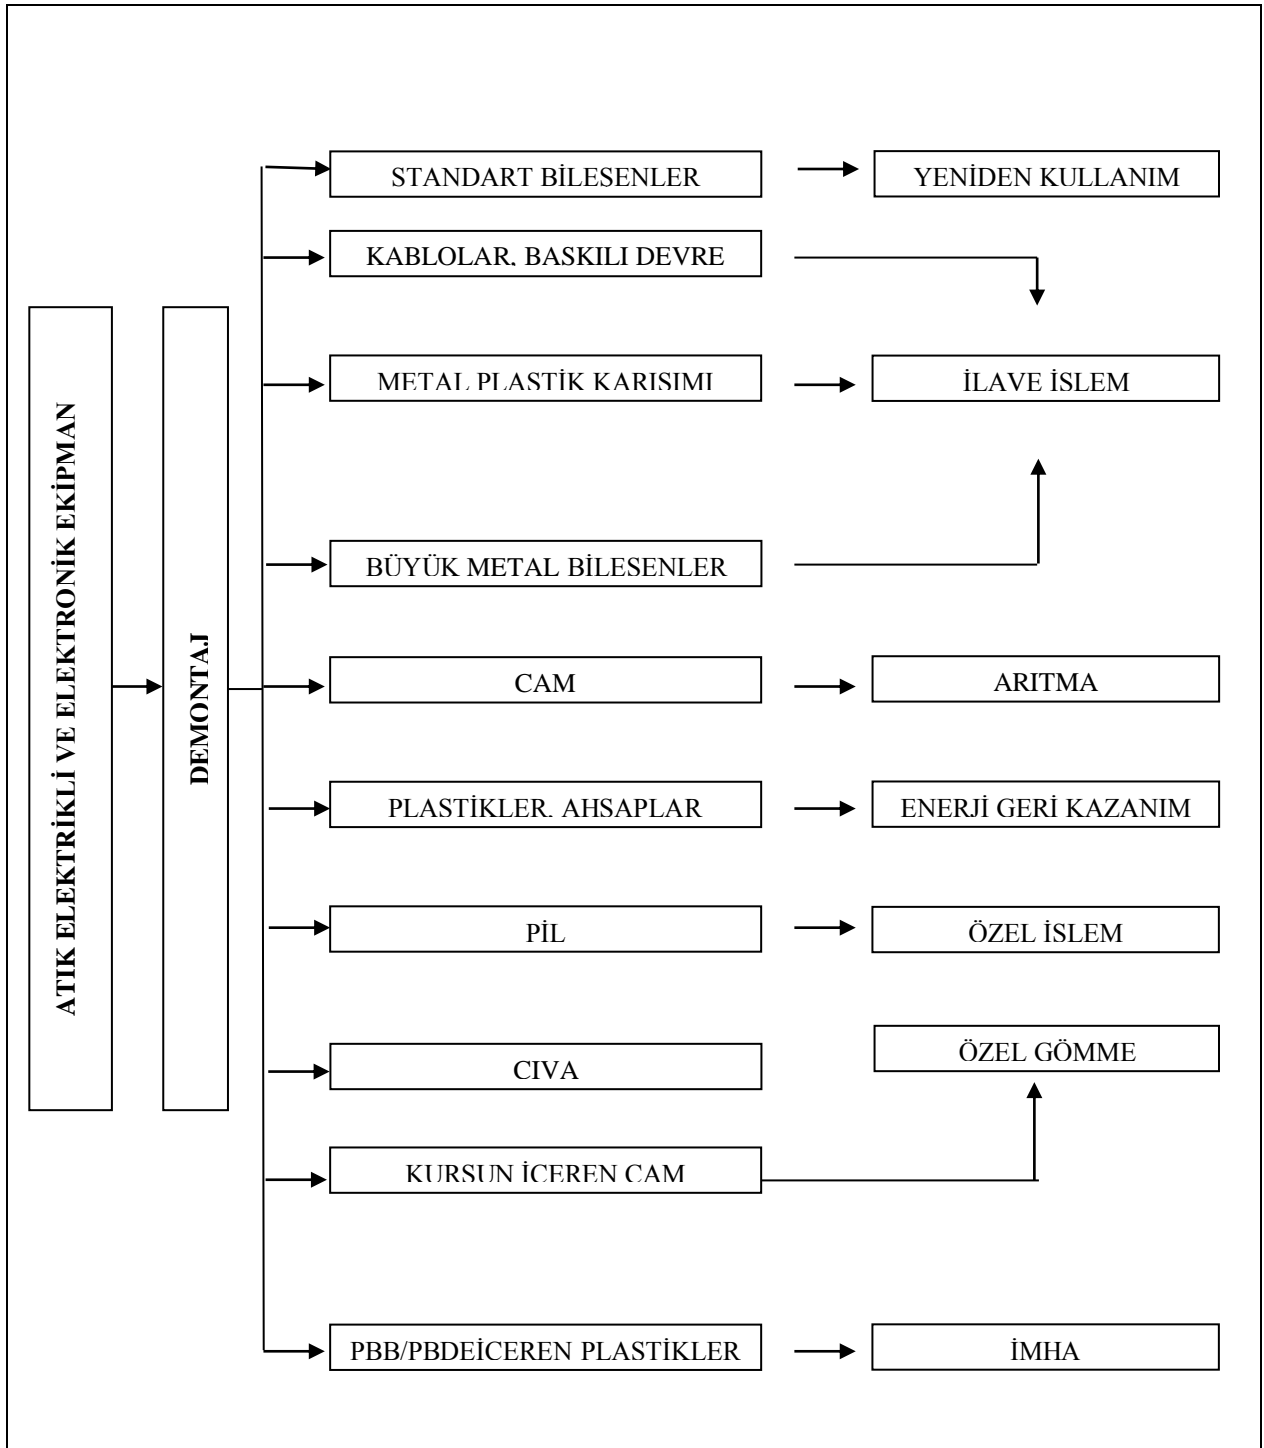 STANDART BİLESENLER
YENİDEN KULLANIM
KABLOLAR, BASKILI DEVRE
METAL PLASTİK KARISIMI
İLAVE İSLEM
BÜYÜK METAL BİLESENLER
CAM
ARITMA
PLASTİKLER, AHSAPLAR
ENERJİ GERİ KAZANIM
PİL
ÖZEL İSLEM
CIVA
ÖZEL GÖMME
KURSUN İCEREN CAM
PBB/PBDEİCEREN PLASTİKLER
İMHA
ATIK ELEKTRİKLİ VE ELEKTRONİK EKİPMAN
DEMONTAJ